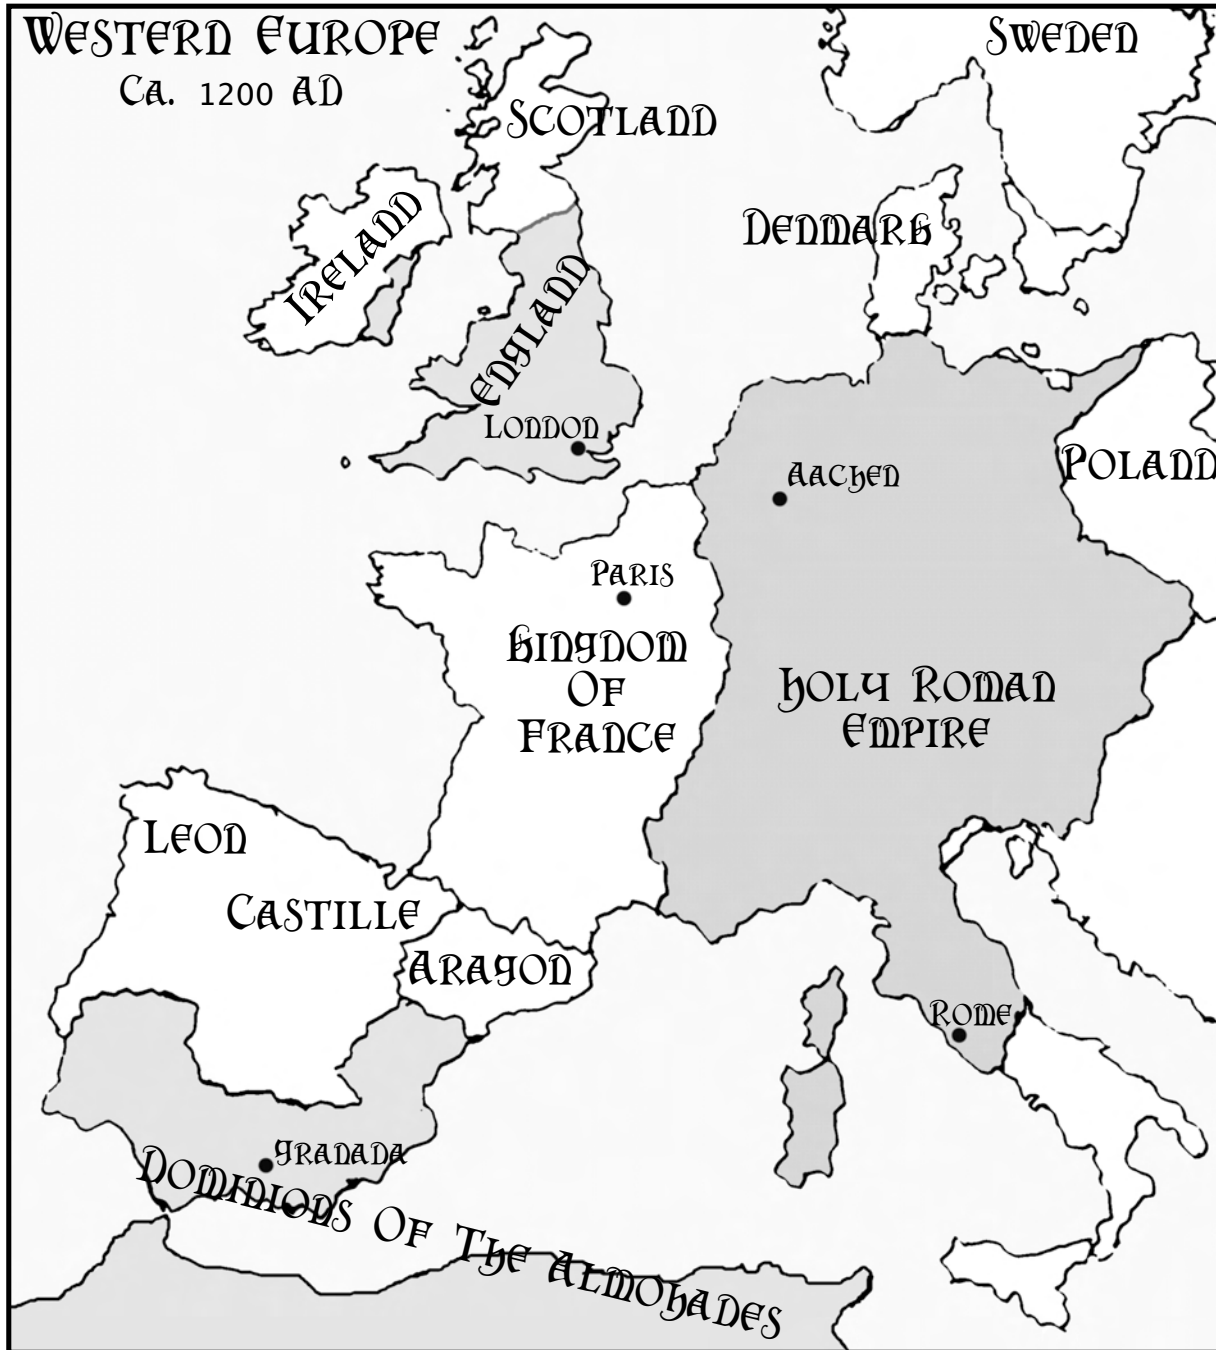 Western Europe
Ca. 1200 AD
Sweden
Scotland
Ireland
Denmark
England
London
Aachen
Poland
Paris
Kingdom
Of
France
Holy Roman
Empire
Leon
Castille
Aragon
Rome
Granada
Dominions Of The Almohades